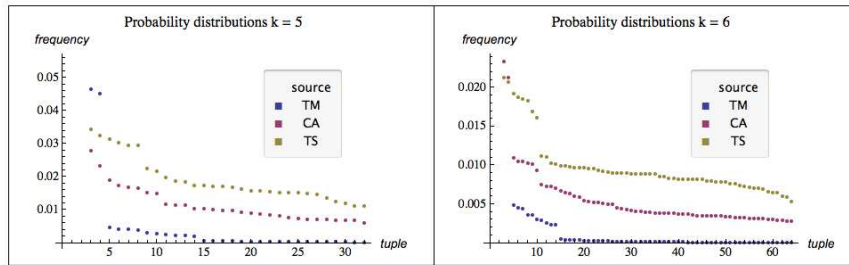 Probability distributions k = 5
frequency
0.05
0.04
0.03
0.02
0.01
source
TM
CA
TS
5 10 15 20 25 30
tuple
Probability distributions k = 6
frequency
0.020
0.015
0.010
0.005
source
TM
CA
TS
10 20 30 40 50 60
tuple